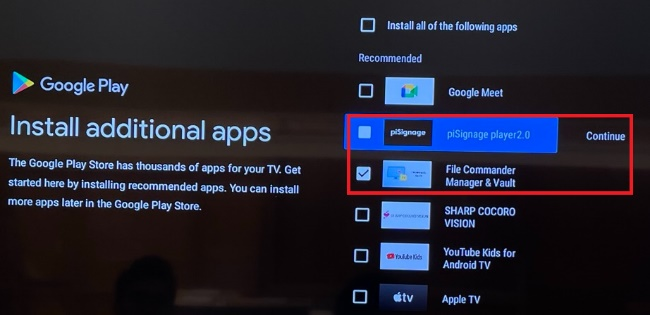 Install all of the following apps
Recommended
Google Play
Install additional apps
The Google Play Store has thousands of apps for your TV. Get
started here by installing recommended apps. You can install
more apps later in the Google Play Store.
Google Meet
piSignage
piSignage player2.0
Continue
File Commander
Manager & Vault
SHARP COCORO
VISION
YouTube Kids
YouTube Kids for
Android TV
tv
Apple TV